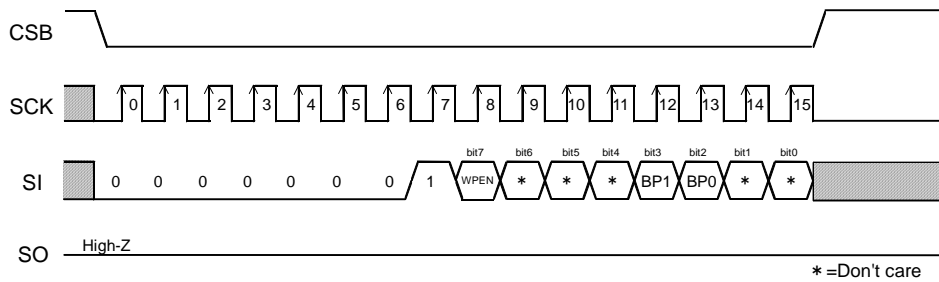 CSB
SCK 0 1 2 3 4 5 6 7 8 9 10 11 12 13 14 15
bit7 bit6 bit5 bit4 bit3 bit2 bit1 bit0
SI 0 0 0 0 0 0 0 1 WPEN * * * BP1 BP0 * *
High-Z
SO
* =Don't care